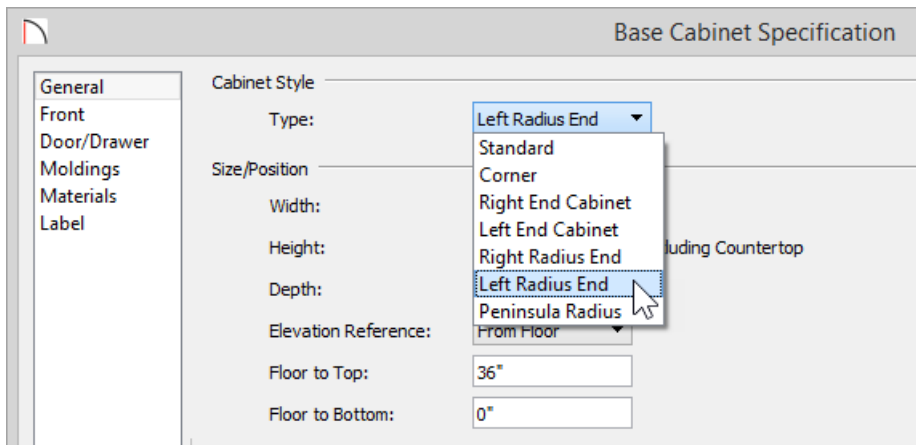 Base Cabinet Specification
General
Front
Door/Drawer
Moldings
Materials
Label
Cabinet Style
Type:
Left Radius End
Standard
Corner
Right End Cabinet
Left End Cabinet
Right Radius End
Left Radius End
Peninsula Radius
Size/Position
Width:
Height:
Countertop
Depth:
Elevation Reference:
From Floor
Floor to Top:
36"
Floor to Bottom:
0"